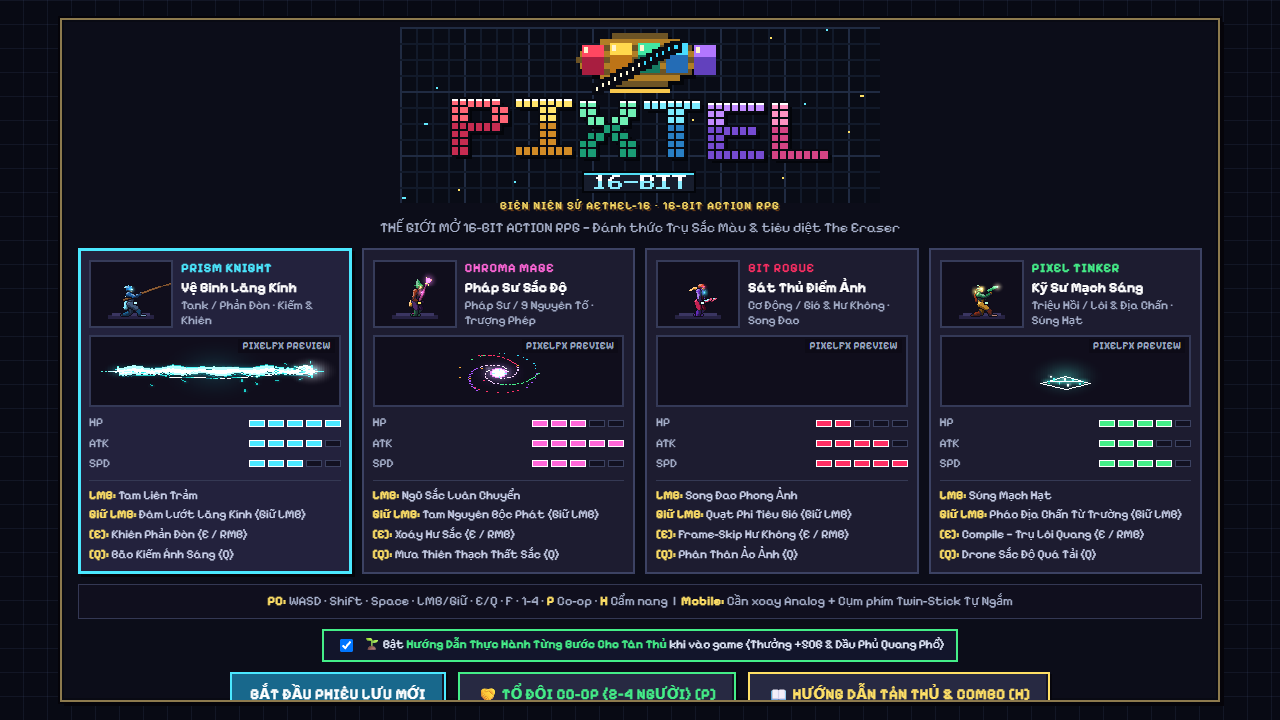 PIXTEL
16-BIT
BIÊN NIÊN SỬ AETHEL-16 · 16-BIT ACTION RPG
THẾ GIỚI MỞ 16-BIT ACTION RPG – Đánh thức Trụ Sắc Màu & tiêu diệt The Eraser
PRISM KNIGHT
Vệ Binh Lăng Kính
Tank / Phản Đòn · Kiếm &
Khiên
PIXELFX PREVIEW
HP
ATK
SPD
LMB: Tam Liên Trảm
Giữ LMB: Đâm Lướt Lăng Kính (Giữ LMB)
[E]: Khiên Phản Đòn (E / RMB)
[Q]: Bão Kiếm Ánh Sáng (Q)
CHROMA MAGE
Pháp Sư Sắc Độ
Pháp Sư / 9 Nguyên Tố ·
Trượng Phép
PIXELFX PREVIEW
HP
ATK
SPD
LMB: Ngũ Sắc Luân Chuyển
Giữ LMB: Tam Nguyên Bộc Phát (Giữ LMB)
[E]: Xoáy Hư Sắc (E / RMB)
[Q]: Mưa Thiên Thạch Thất Sắc (Q)
BIT ROGUE
Sát Thủ Điểm Ảnh
Cơ Động / Gió & Hư Không ·
Song Đao
PIXELFX PREVIEW
HP
ATK
SPD
LMB: Song Đao Phong Ảnh
Giữ LMB: Quạt Phi Tiêu Gió (Giữ LMB)
[E]: Frame-Skip Hư Không (E / RMB)
[Q]: Phân Thân Ảo Ảnh (Q)
PIXEL TINKER
Kỹ Sư Mạch Sáng
Triệu Hồi / Lôi & Địa Chấn ·
Súng Hạt
PIXELFX PREVIEW
HP
ATK
SPD
LMB: Súng Mạch Hạt
Giữ LMB: Pháo Địa Chấn Từ Trường (Giữ LMB)
[E]: Compile – Trụ Lôi Quang (E / RMB)
[Q]: Drone Sắc Độ Quá Tải (Q)
PC: WASD · Shift · Space · LMB/Giữ · E/Q · F · 1-4 · P Co-op · H Cẩm nang | Mobile: Cần xoay Analog + Cụm phím Twin-Stick Tự Ngắm
Bật Hướng Dẫn Thực Hành Từng Bước Cho Tân Thủ khi vào game (Thưởng +50G & Đầu Phủ Quang Phổ)
BẮT ĐẦU PHIÊU LƯU MỚI
TỔ ĐỘI CO-OP (2-4 NGƯỜI) [P]
HƯỚNG DẪN TÂN THỦ & COMBO [H]